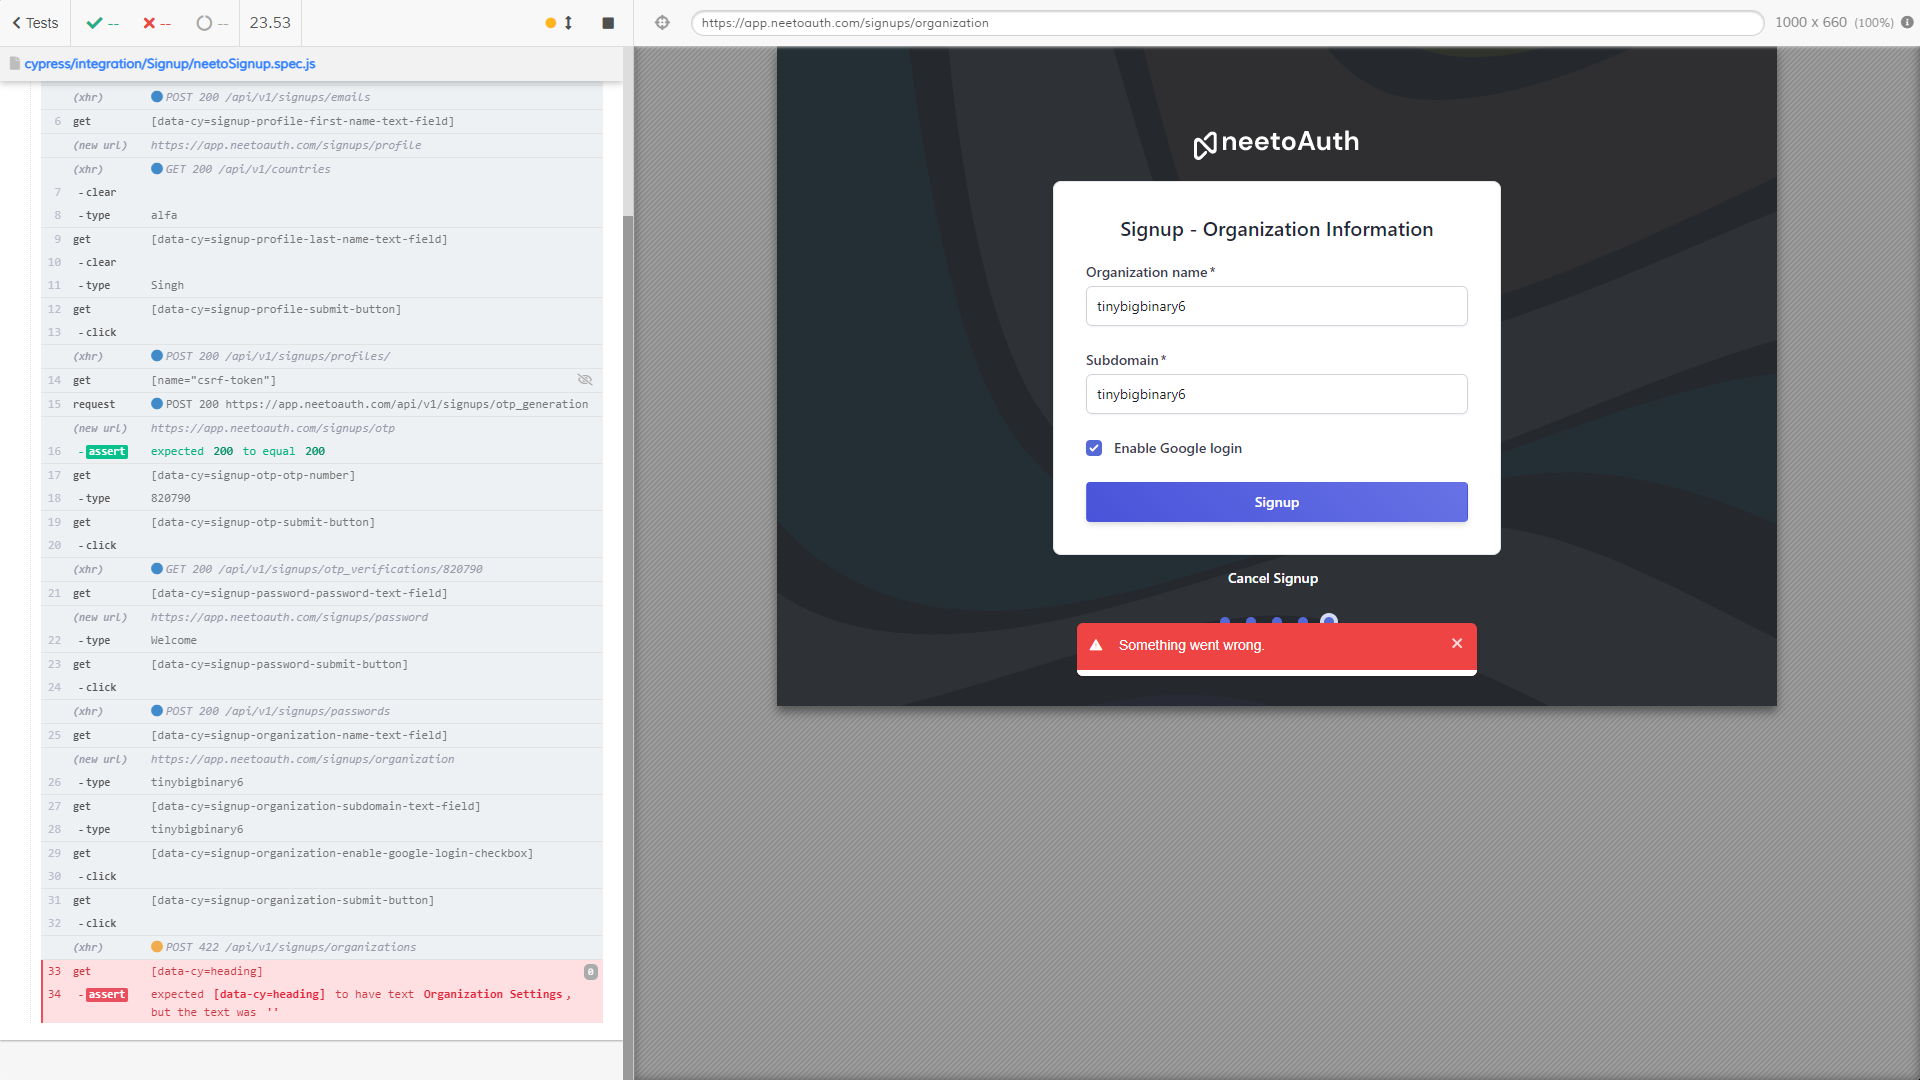 Tests
--
--
--
23.53
https://app.neetoauth.com/signups/organization
1000 x 660 (100%)
cypress/integration/Signup/neetoSignup.spec.js
(xhr) POST 200 /api/v1/signups/emails
6 get [data-cy=signup-profile-first-name-text-field]
(new url) https://app.neetoauth.com/signups/profile
(xhr) GET 200 /api/v1/countries
7 -clear
8 -type alfa
9 get [data-cy=signup-profile-last-name-text-field]
10 -clear
11 -type Singh
12 get [data-cy=signup-profile-submit-button]
13 -click
(xhr) POST 200 /api/v1/signups/profiles/
14 get [name="csrf-token"]
15 request POST 200 https://app.neetoauth.com/api/v1/signups/otp_generation
(new url) https://app.neetoauth.com/signups/otp
16 -assert expected 200 to equal 200
17 get [data-cy=signup-otp-otp-number]
18 -type 820790
19 get [data-cy=signup-otp-submit-button]
20 -click
(xhr) GET 200 /api/v1/signups/otp_verifications/820790
21 get [data-cy=signup-password-password-text-field]
(new url) https://app.neetoauth.com/signups/password
22 -type Welcome
23 get [data-cy=signup-password-submit-button]
24 -click
(xhr) POST 200 /api/v1/signups/passwords
25 get [data-cy=signup-organization-name-text-field]
(new url) https://app.neetoauth.com/signups/organization
26 -type tinybigbinary6
27 get [data-cy=signup-organization-subdomain-text-field]
28 -type tinybigbinary6
29 get [data-cy=signup-organization-enable-google-login-checkbox]
30 -click
31 get [data-cy=signup-organization-submit-button]
32 -click
(xhr) POST 422 /api/v1/signups/organizations
33 get [data-cy=heading] 0
34 -assert expected [data-cy=heading] to have text Organization Settings,
but the text was ''
neetoAuth
Signup - Organization Information
Organization name*
tinybigbinary6
Subdomain*
tinybigbinary6
Enable Google login
Signup
Cancel Signup
Something went wrong.